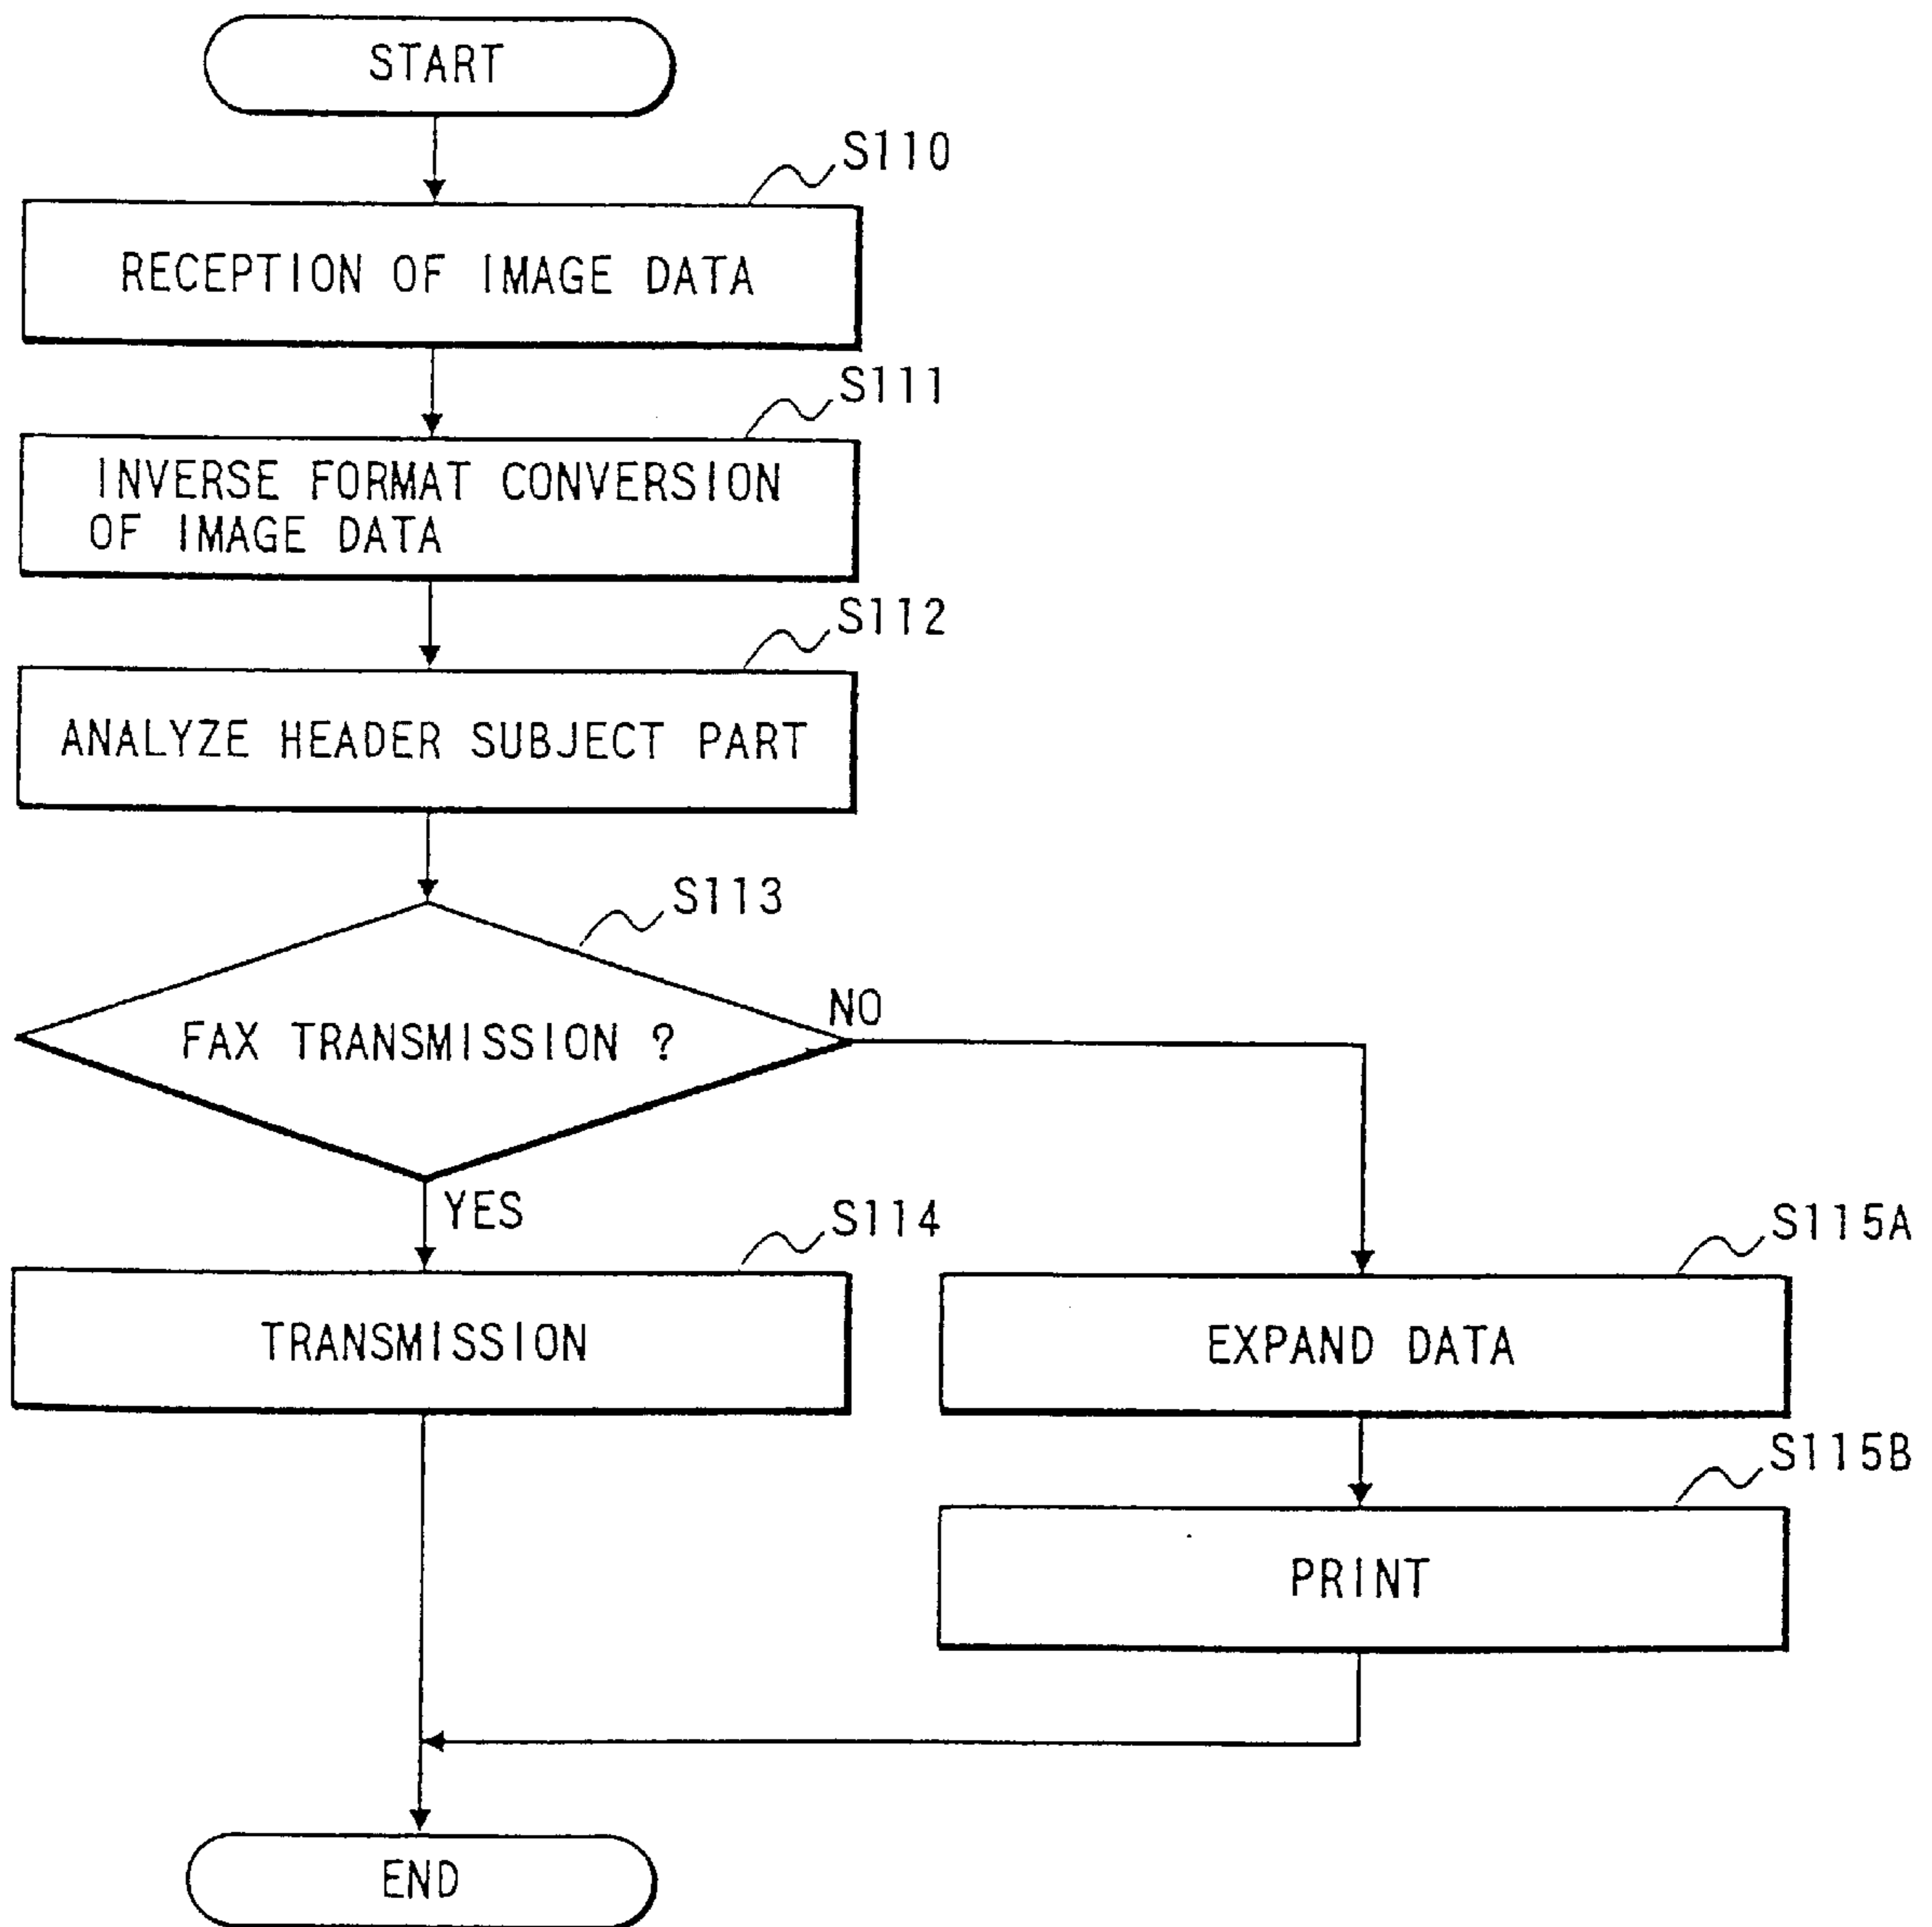 START
S110
RECEPTION OF IMAGE DATA
S111
INVERSE FORMAT CONVERSION
OF IMAGE DATA
S112
ANALYZE HEADER SUBJECT PART
S113
FAX TRANSMISSION ?
NO
YES
S114
TRANSMISSION
S115A
EXPAND DATA
S115B
PRINT
END